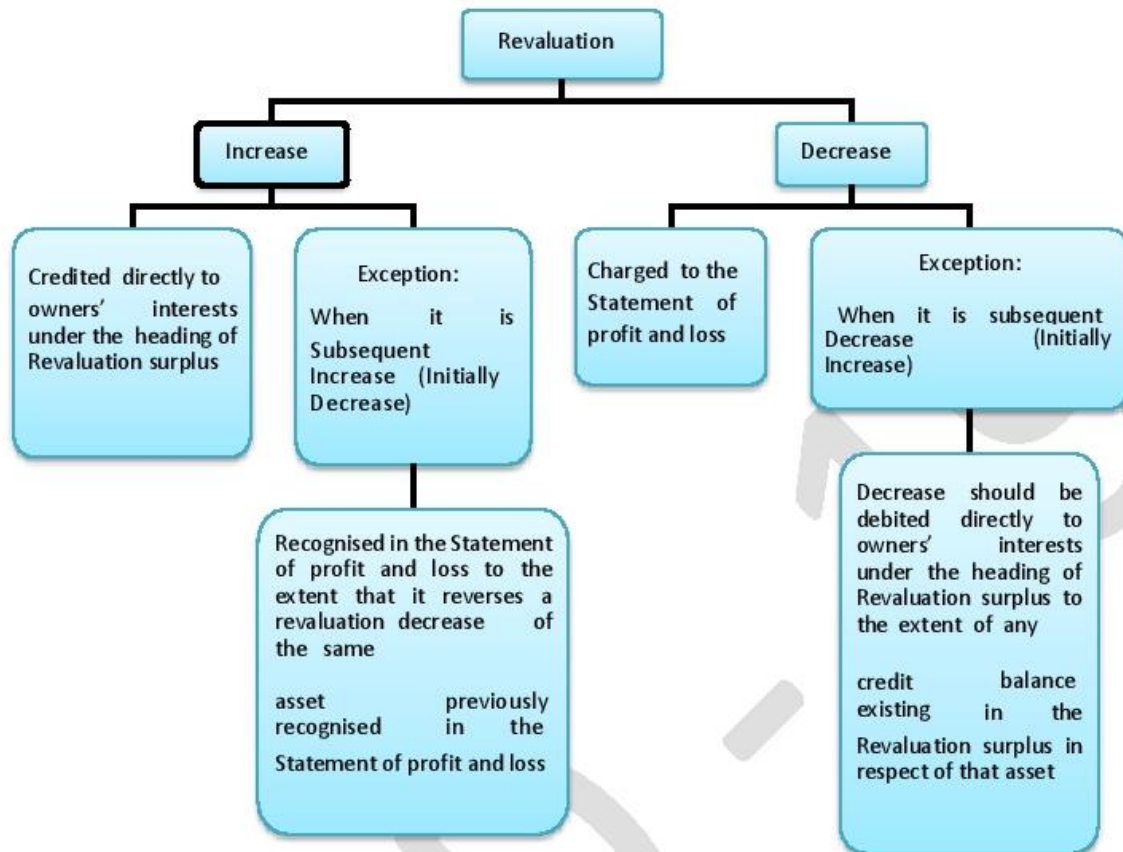 Revaluation
Increase
Decrease
Credited directly to
owners' interests
under the heading of
Revaluation surplus
Exception:
When it is
Subsequent
Increase (Initially
Decrease)
Charged to the
Statement of
profit and loss
Exception:
When it is subsequent
Decrease (Initially
Increase)
Recognised in the Statement
of profit and loss to the
extent that it reverses a
revaluation decrease of
the same
asset previously
recognised in the
Statement of profit and loss
Decrease should be
debited directly to
owners' interests
under the heading of
Revaluation surplus to
the extent of any
credit balance
existing in the
Revaluation surplus in
respect of that asset